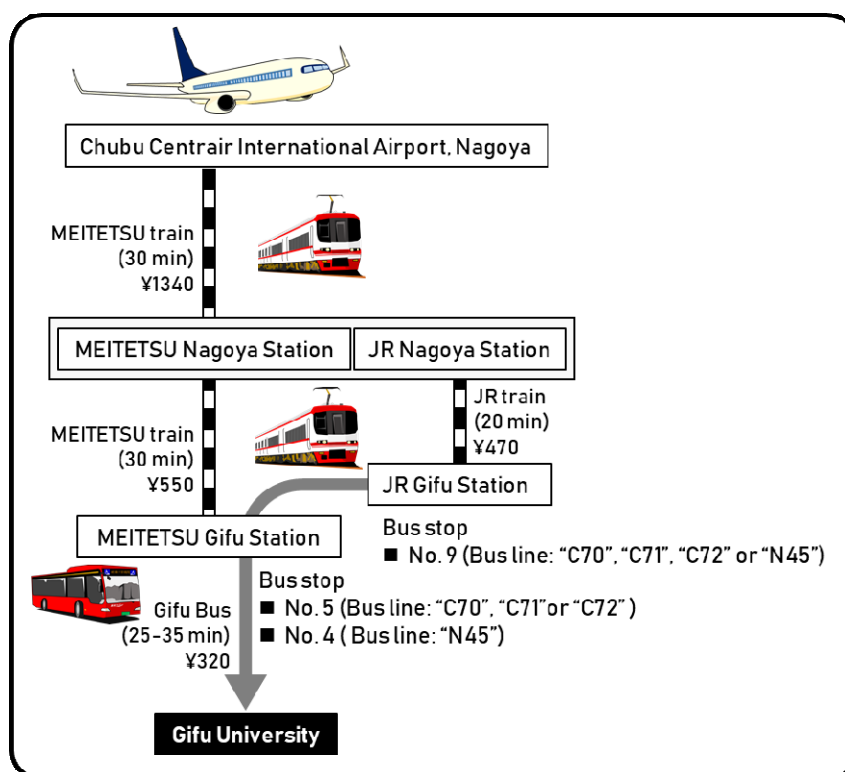 Chubu Centrair International Airport, Nagoya
MEITETSU train
(30 min)
¥1340
MEITETSU Nagoya Station
JR Nagoya Station
MEITETSU train
(30 min)
¥550
JR train
(20 min)
¥470
JR Gifu Station
MEITETSU Gifu Station
Bus stop
■ No. 9 (Bus line: “C70”, “C71”, “C72” or “N45”)
Gifu Bus
(25-35 min)
¥320
Bus stop
■ No. 5 (Bus line: “C70”, “C71” or “C72” )
■ No. 4 ( Bus line: “N45”)
Gifu University